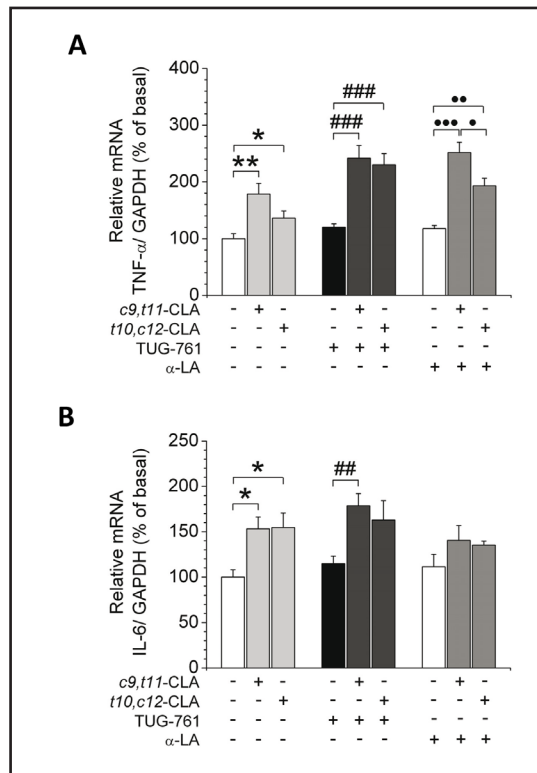 A
Relative mRNA
TNF-α/ GAPDH (% of basal)
400
300
200
100
0
* ** ### ### •• ••• •
c9,t11-CLA - + - - + - - + -
t10,c12-CLA - - + - - + - - +
TUG-761 - - - + + + - - -
α-LA - - - - - - + + +
B
Relative mRNA
IL-6/ GAPDH (% of basal)
250
200
150
100
50
0
* * ##
c9,t11-CLA - + - - + - - + -
t10,c12-CLA - - + - - + - - +
TUG-761 - - - + + + - - -
α-LA - - - - - - + + +